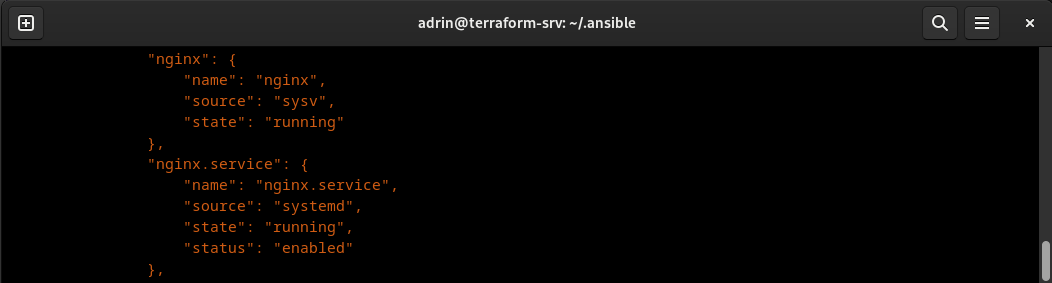 adrin@terraform-srv: ~/.ansible
"nginx": {
"name": "nginx",
"source": "sysv",
"state": "running"
},
"nginx.service": {
"name": "nginx.service",
"source": "systemd",
"state": "running",
"status": "enabled"
},